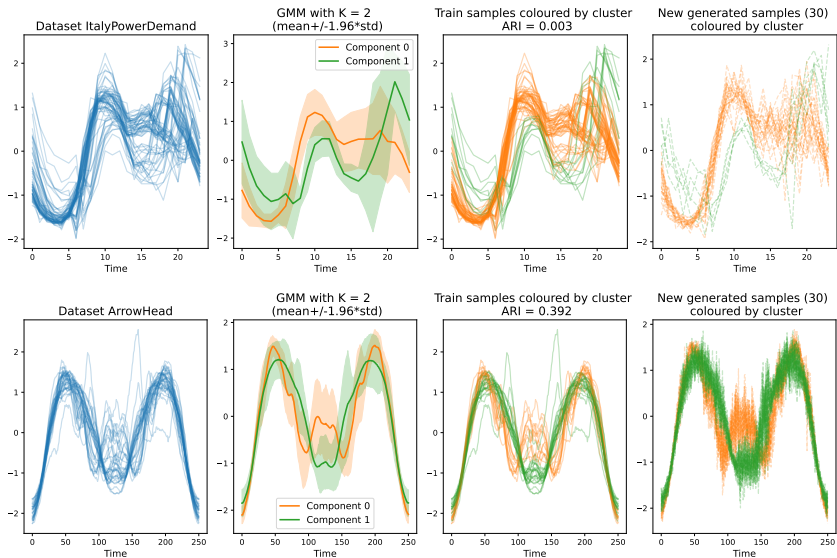 Dataset ItalyPowerDemand
GMM with K = 2
(mean+/-1.96*std)
Train samples coloured by cluster
ARI = 0.003
New generated samples (30)
coloured by cluster
2
1
0
−1
−2
0 5 10 15 20
Time
Component 0
Component 1
3
2
1
0
−1
−2
0 5 10 15 20
Time
2
1
0
−1
−2
0 5 10 15 20
Time
2
1
0
−1
−2
0 5 10 15 20
Time
Dataset ArrowHead
GMM with K = 2
(mean+/-1.96*std)
Train samples coloured by cluster
ARI = 0.392
New generated samples (30)
coloured by cluster
2
1
0
−1
−2
0 50 100 150 200 250
Time
2
1
0
−1
−2
Component 0
Component 1
0 50 100 150 200 250
Time
2
1
0
−1
−2
0 50 100 150 200 250
Time
2
1
0
−1
−2
0 50 100 150 200 250
Time